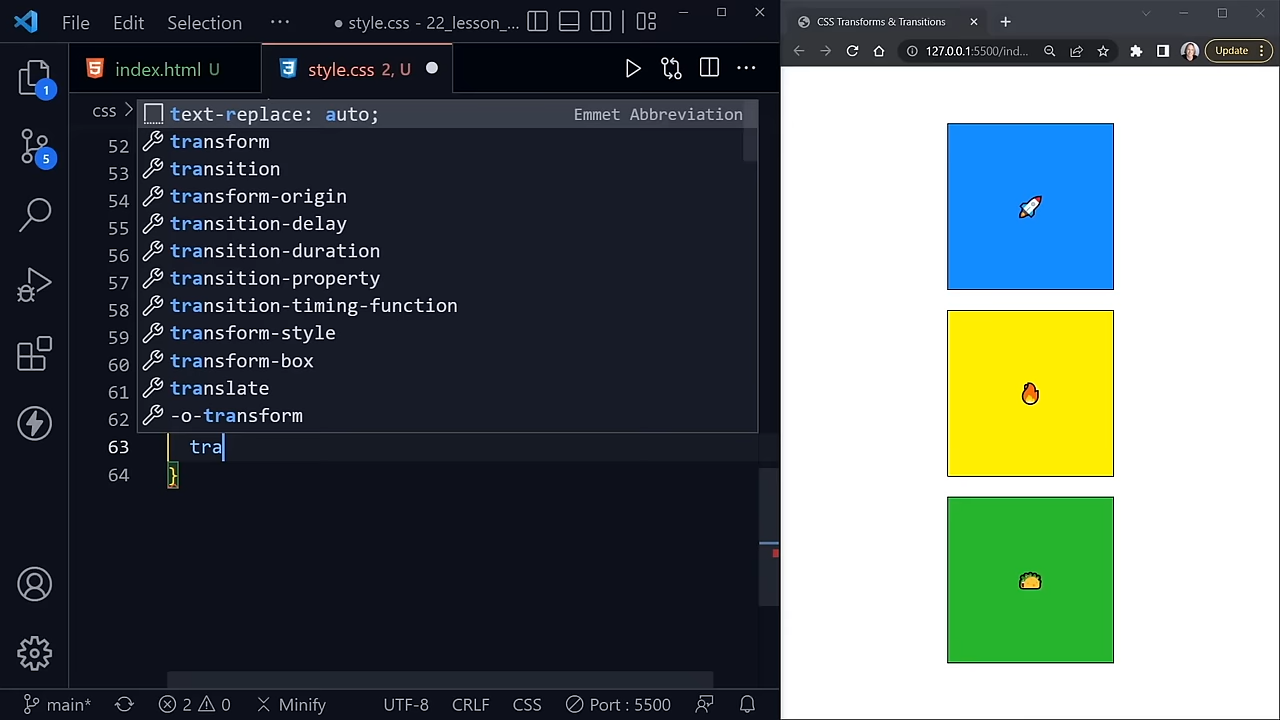 File Edit Selection ··· ● style.css - 22_lesson_...
index.html U
style.css 2, U
css
text-replace: auto; Emmet Abbreviation
transform
transition
transform-origin
transition-delay
transition-duration
transition-property
transition-timing-function
transform-style
transform-box
translate
-o-transform
52
53
54
55
56
57
58
59
60
61
62
63 tra
64 }
1
5
main* 2 0 Minify UTF-8 CRLF CSS Port : 5500
CSS Transforms & Transitions
127.0.0.1:5500/ind...
Update